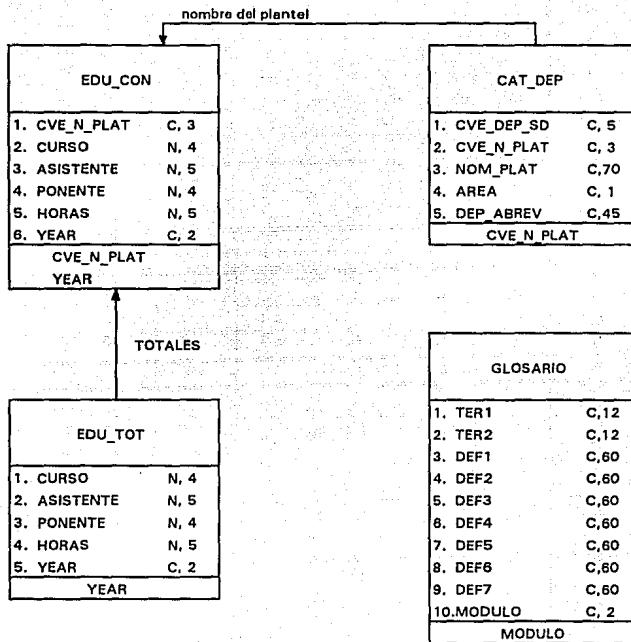 nombre del plantel
EDU_CON
1. CVE_N_PLAT C, 3
2. CURSO N, 4
3. ASISTENTE N, 5
4. PONENTE N, 4
5. HORAS N, 5
6. YEAR C, 2
CVE_N_PLAT
YEAR
CAT_DEP
1. CVE_DEP_SD C, 5
2. CVE_N_PLAT C, 3
3. NOM_PLAT C,70
4. AREA C, 1
5. DEP_ABREV C,45
CVE_N_PLAT
TOTALES
EDU_TOT
1. CURSO N, 4
2. ASISTENTE N, 5
3. PONENTE N, 4
4. HORAS N, 5
5. YEAR C, 2
YEAR
GLOSARIO
1. TER1 C,12
2. TER2 C,12
3. DEF1 C,60
4. DEF2 C,60
5. DEF3 C,60
6. DEF4 C,60
7. DEF5 C,60
8. DEF6 C,60
9. DEF7 C,60
10.MODULO C, 2
MODULO